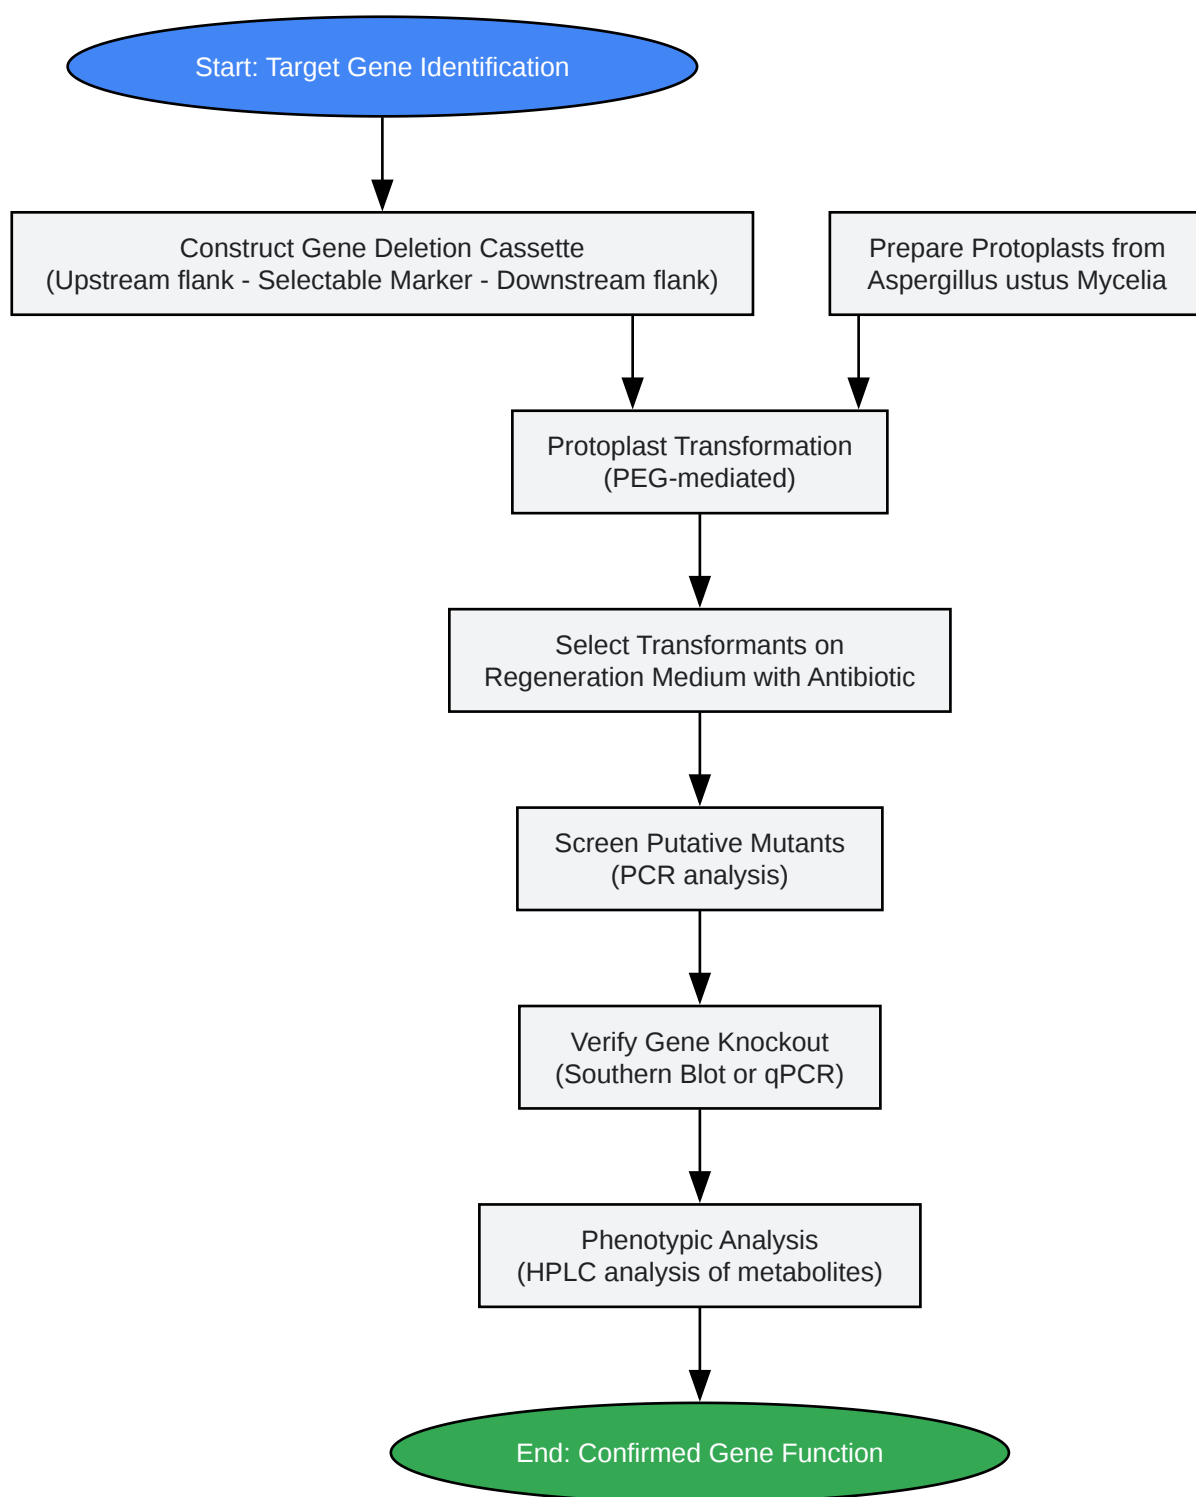 Start: Target Gene Identification
Construct Gene Deletion Cassette
(Upstream flank - Selectable Marker - Downstream flank)
Prepare Protoplasts from
Aspergillus ustus Mycelia
Protoplast Transformation
(PEG-mediated)
Select Transformants on
Regeneration Medium with Antibiotic
Screen Putative Mutants
(PCR analysis)
Verify Gene Knockout
(Southern Blot or qPCR)
Phenotypic Analysis
(HPLC analysis of metabolites)
End: Confirmed Gene Function